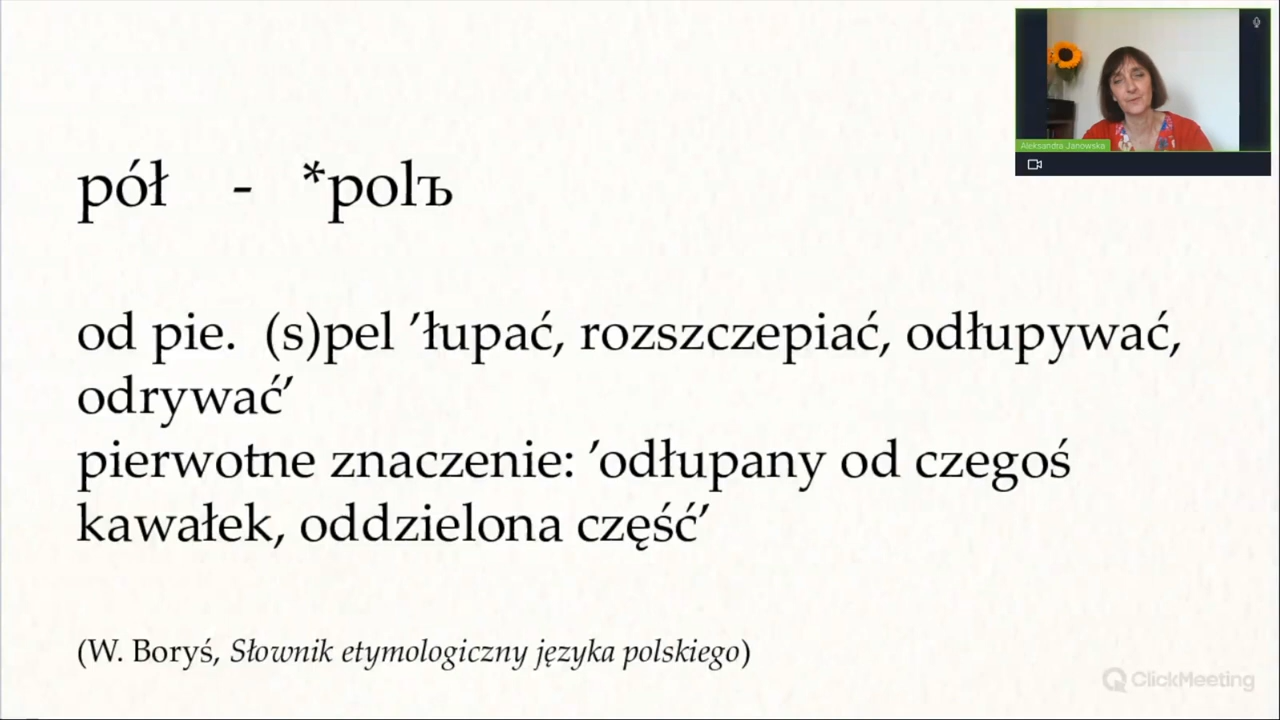 Aleksandra Janowska
pół - *polъ
od pie. (s)pel ’łupać, rozszczepiać, odłupywać,
odrywać’
pierwotne znaczenie: ’odłupany od czegoś
kawałek, oddzielona część’
(W. Boryś, Słownik etymologiczny języka polskiego)
ClickMeeting